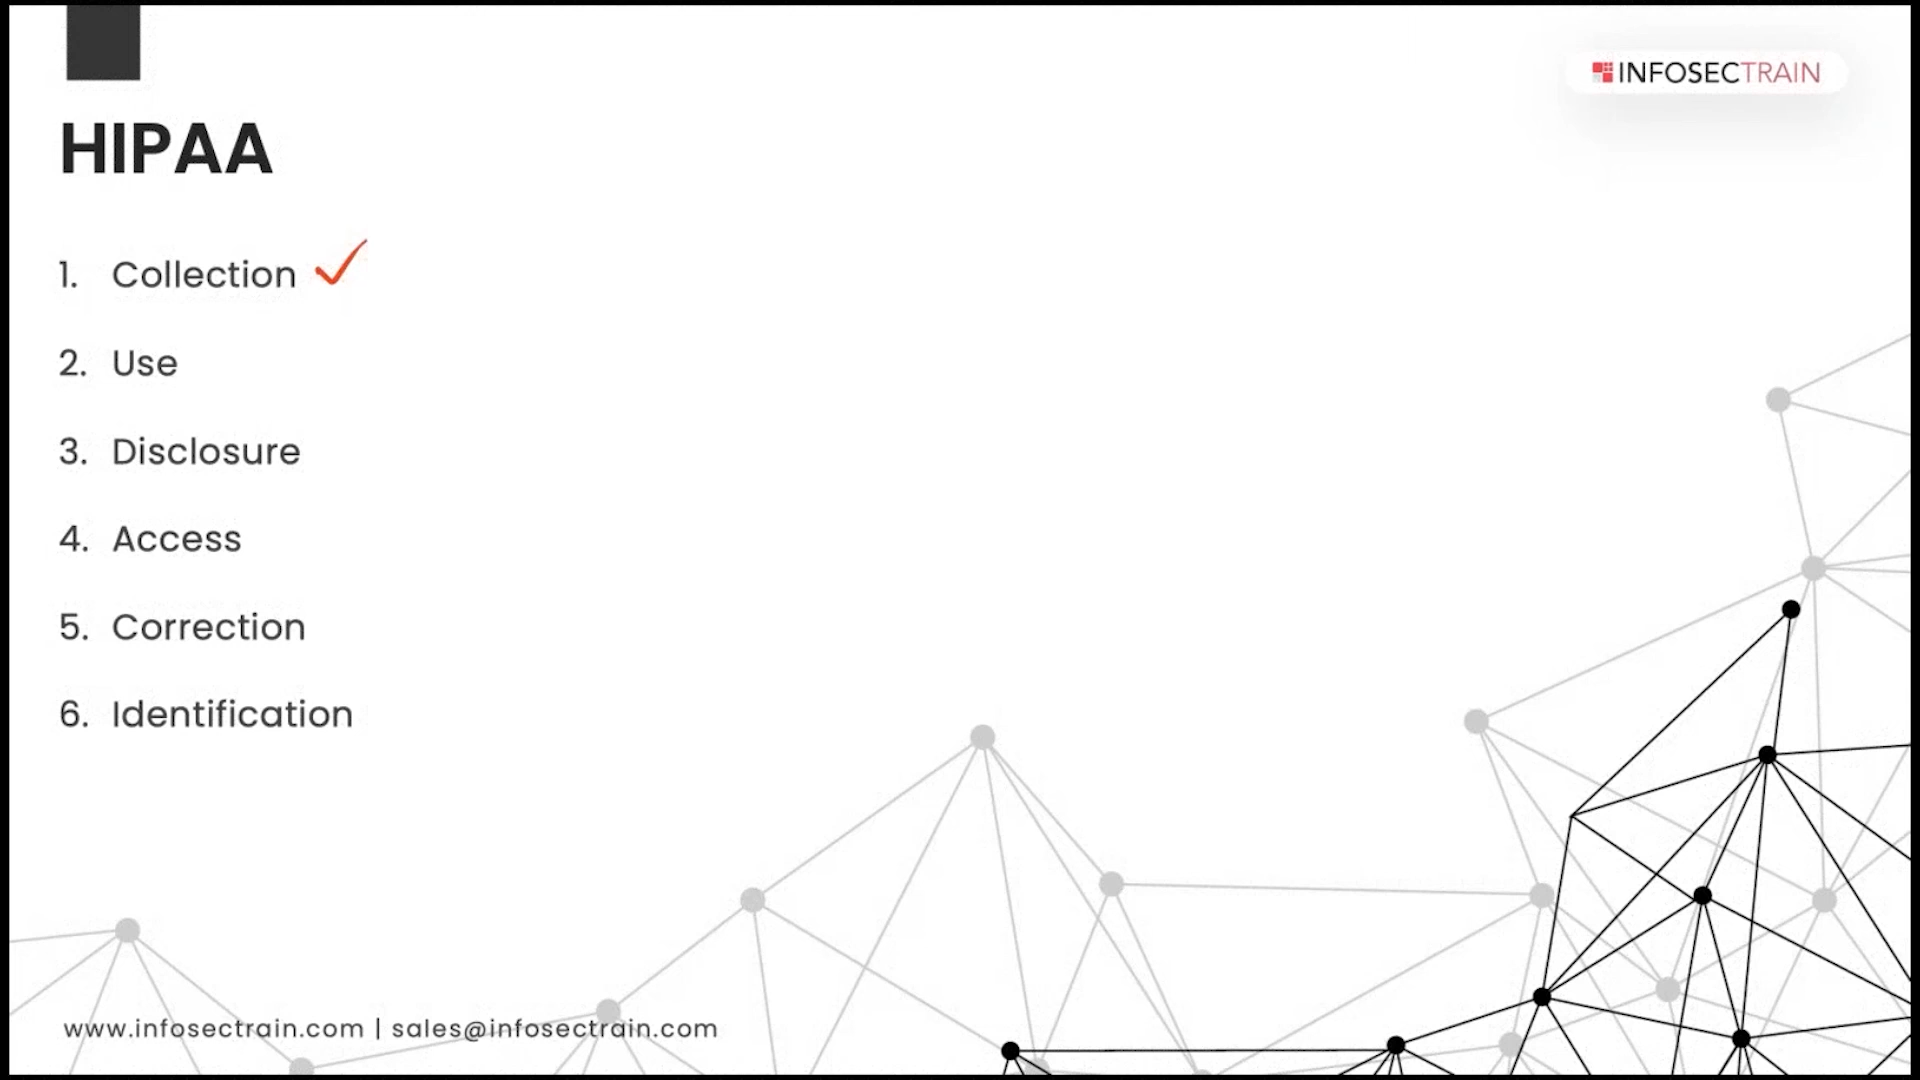 INFOSECTRAIN
HIPAA
1. Collection
2. Use
3. Disclosure
4. Access
5. Correction
6. Identification
www.infosectrain.com | sales@infosectrain.com